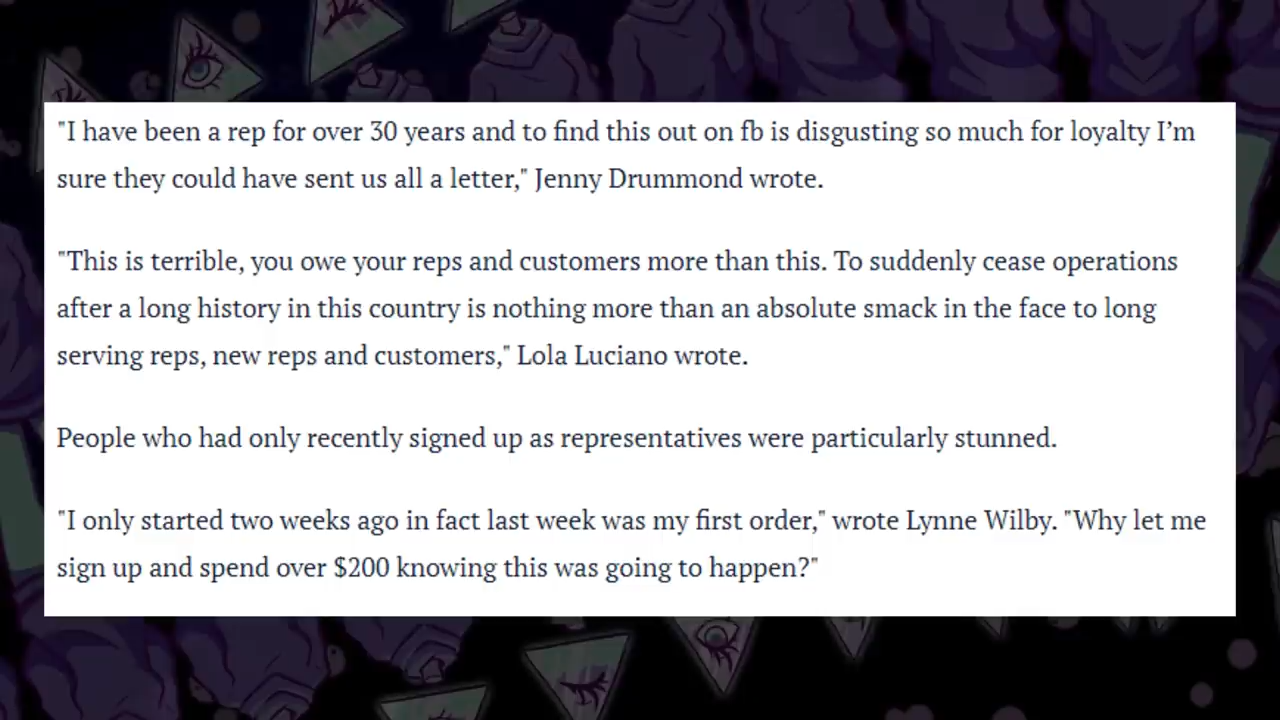 "I have been a rep for over 30 years and to find this out on fb is disgusting so much for loyalty I’m
sure they could have sent us all a letter," Jenny Drummond wrote.
"This is terrible, you owe your reps and customers more than this. To suddenly cease operations
after a long history in this country is nothing more than an absolute smack in the face to long
serving reps, new reps and customers," Lola Luciano wrote.
People who had only recently signed up as representatives were particularly stunned.
"I only started two weeks ago in fact last week was my first order," wrote Lynne Wilby. "Why let me
sign up and spend over $200 knowing this was going to happen?"